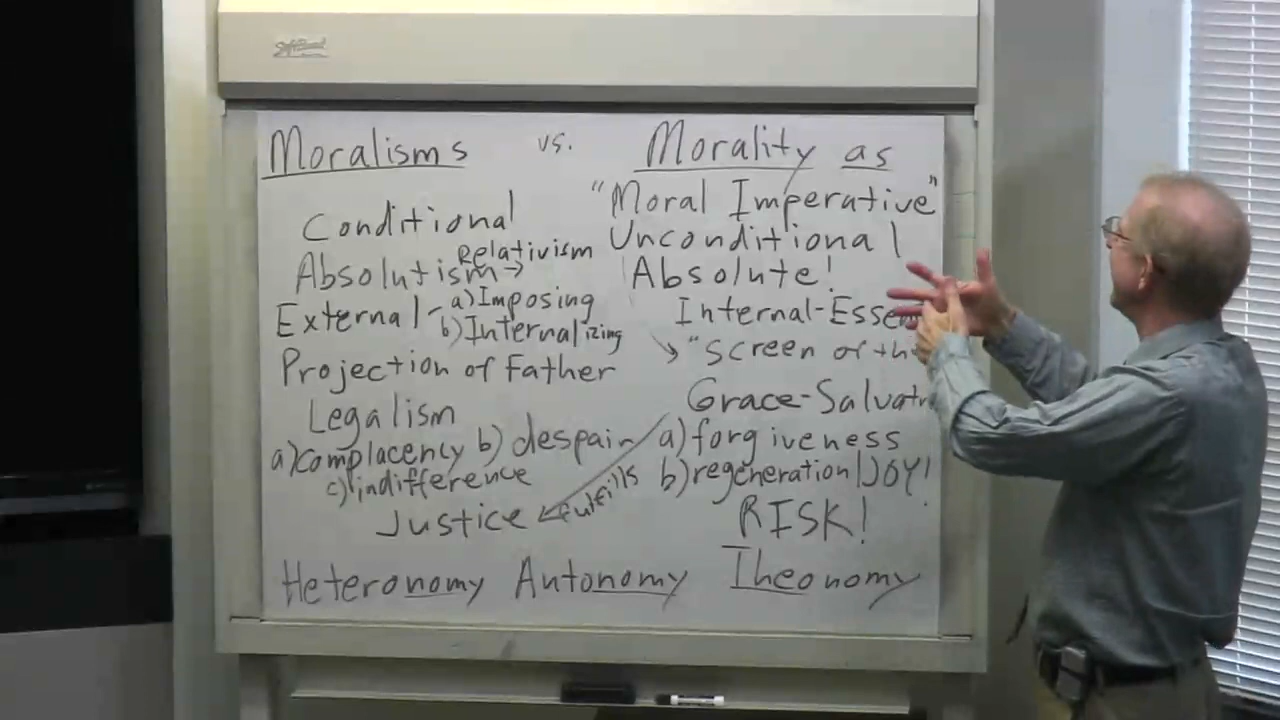 Moralisms vs. Morality as
"Moral Imperative"
Conditional Unconditional
Relativism
Absolutism→ Absolute!
External - a) Imposing Internal-Essen
b) Internalizing → "screen of th
Projection of Father
Grace-Salvat
Legalism
a) complacency b) despair a) forgiveness
c) indifference b) regeneration/JOY!
Justice ← fulfills RISK!
Heteronomy Autonomy Theonomy